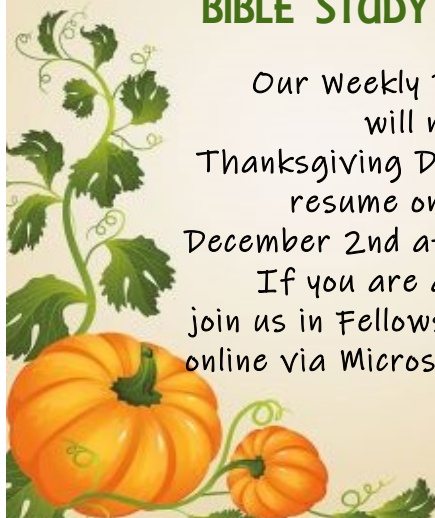 BIBLE STUDY
Our Weekly
will
Thanksgiving D
resume on
December 2nd at
If you are a
join us in Fellows
online via Micros